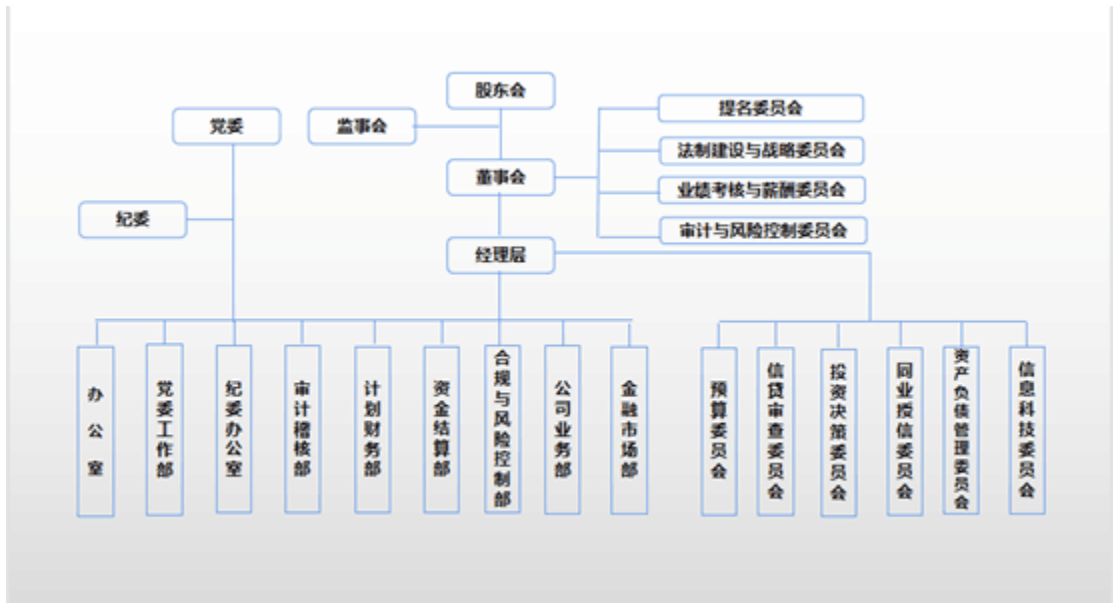 股东会
提名委员会
党委
监事会
法制建设与战略委员会
董事会
业绩考核与薪酬委员会
纪委
审计与风险控制委员会
经理层
办公室
党委工作部
纪委办公室
审计稽核部
计划财务部
资金结算部
合规与风险控制部
公司业务部
金融市场部
预算委员会
信贷审查委员会
投资决策委员会
同业授信委员会
资产负债管理委员会
信息科技委员会